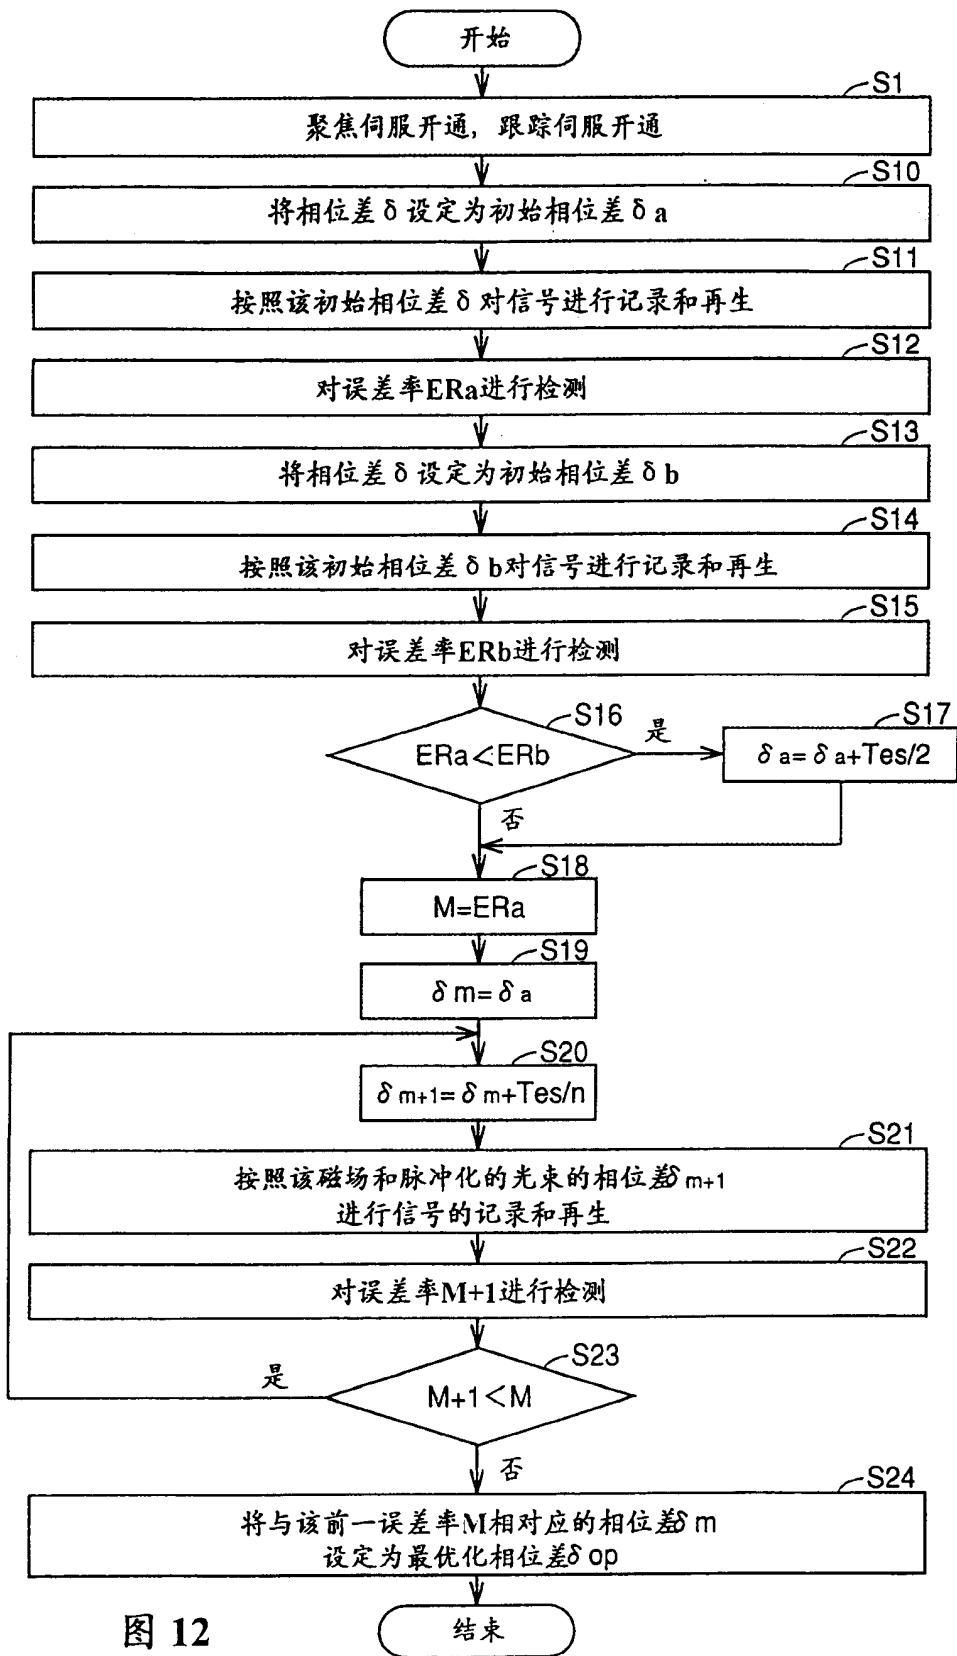 开始
S1
聚焦伺服开通，跟踪伺服开通
S10
将相位差δ设定为初始相位差δa
S11
按照该初始相位差δ对信号进行记录和再生
S12
对误差率ERa进行检测
S13
将相位差δ设定为初始相位差δb
S14
按照该初始相位差δb对信号进行记录和再生
S15
对误差率ERb进行检测
S16
ERa<ERb
是
S17
δa=δa+Tes/2
否
S18
M=ERa
S19
δm=δa
S20
δm+1=δm+Tes/n
S21
按照该磁场和脉冲化的光束的相位差δm+1
进行信号的记录和再生
S22
对误差率M+1进行检测
S23
是
M+1<M
否
S24
将与该前一误差率M相对应的相位差δm
设定为最优化相位差δop
结束
图 12